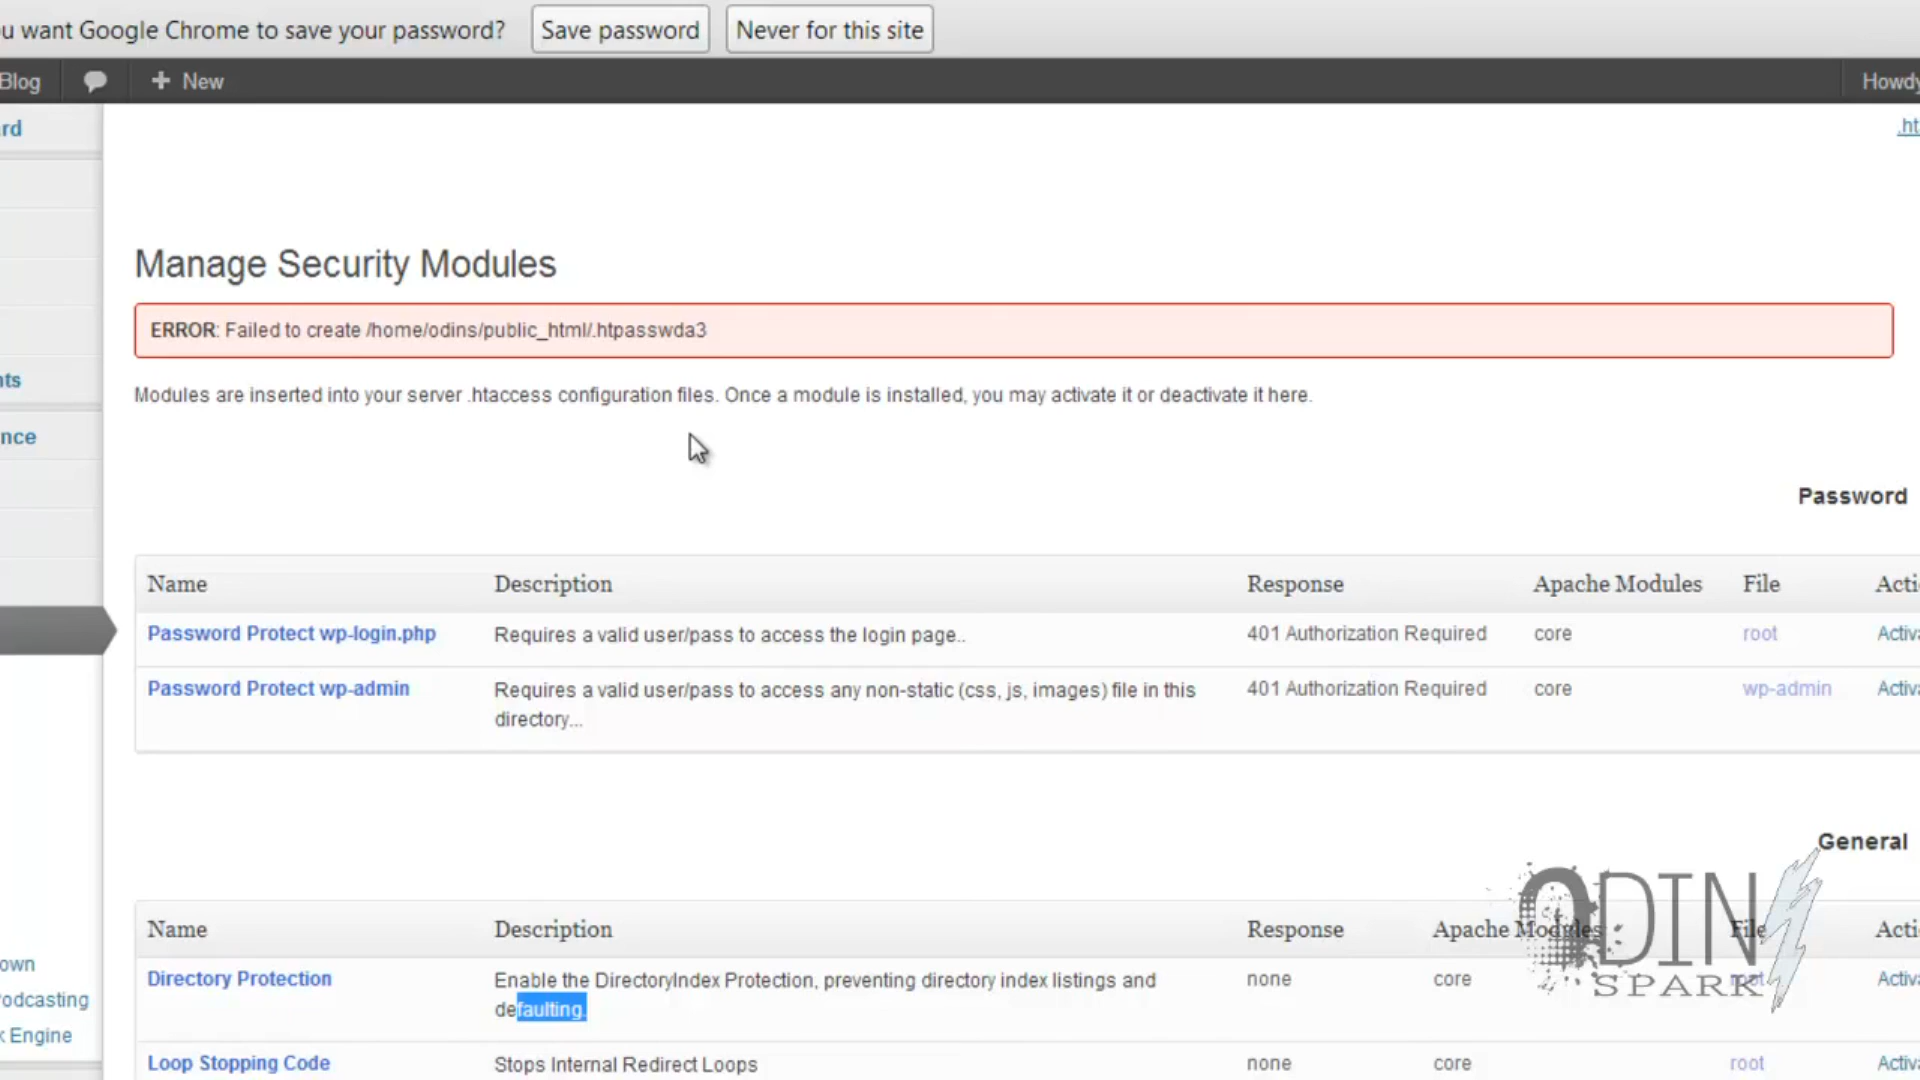 u want Google Chrome to save your password? Save password Never for this site
Blog New Howdy
rd
.ht
Manage Security Modules
ERROR: Failed to create /home/odins/public_html/.htpasswda3
Modules are inserted into your server .htaccess configuration files. Once a module is installed, you may activate it or deactivate it here.
nts
nce
Password
Name Description Response Apache Modules File Acti
Password Protect wp-login.php Requires a valid user/pass to access the login page.. 401 Authorization Required core root Activa
Password Protect wp-admin Requires a valid user/pass to access any non-static (css, js, images) file in this 401 Authorization Required core wp-admin Activa
directory...
General
Name Description Response Apache Modules File Acti
own
Directory Protection Enable the DirectoryIndex Protection, preventing directory index listings and none core root Activa
defaulting.
odcasting
k Engine
Loop Stopping Code Stops Internal Redirect Loops none core root Activa
ODIN
SPARK